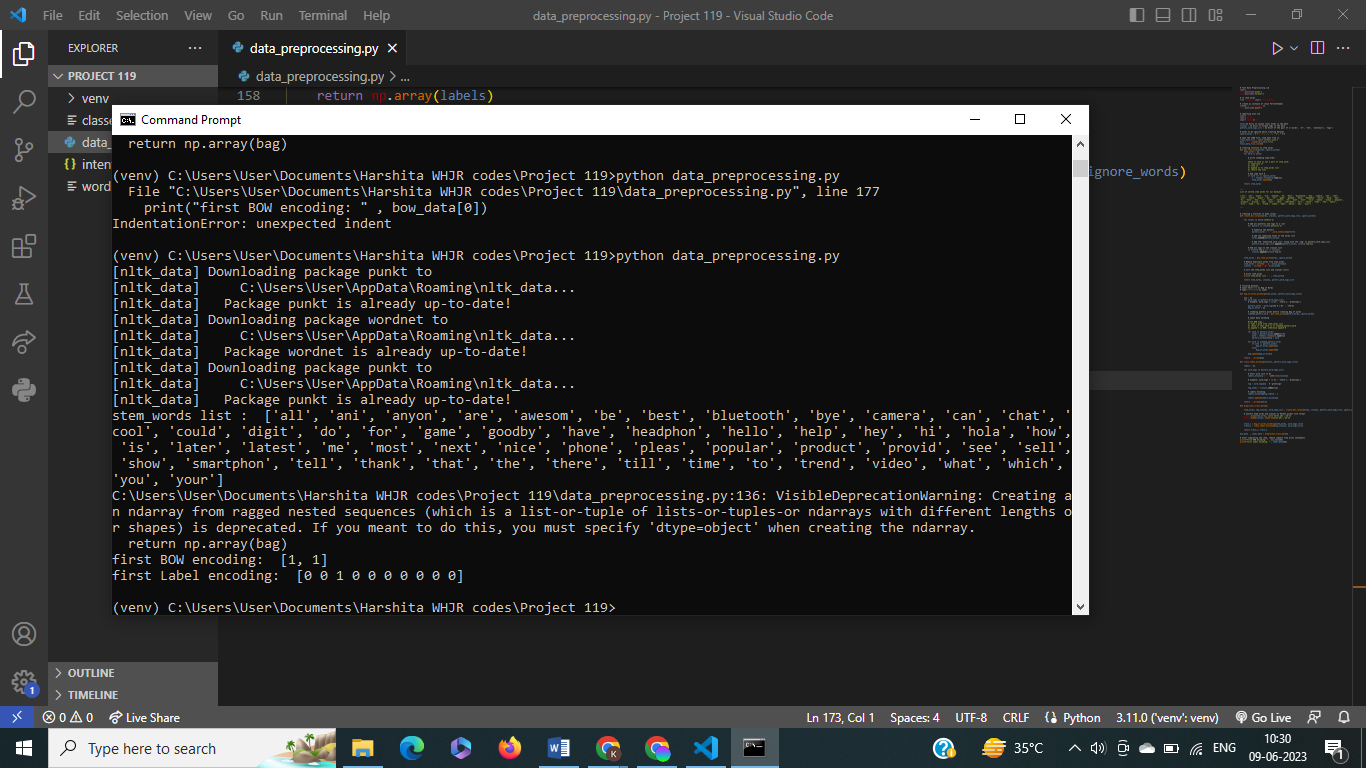 File Edit Selection View Go Run Terminal Help
data_preprocessing.py - Project 119 - Visual Studio Code
EXPLORER
data_preprocessing.py
PROJECT 119
data_preprocessing.py > ...
venv
158 return np.array(labels)
classe
data_
inten
word
ignore_words)
Command Prompt
return np.array(bag)
(venv) C:\Users\User\Documents\Harshita WHJR codes\Project 119>python data_preprocessing.py
File "C:\Users\User\Documents\Harshita WHJR codes\Project 119\data_preprocessing.py", line 177
print("first BOW encoding: " , bow_data[0])
IndentationError: unexpected indent
(venv) C:\Users\User\Documents\Harshita WHJR codes\Project 119>python data_preprocessing.py
[nltk_data] Downloading package punkt to
[nltk_data] C:\Users\User\AppData\Roaming\nltk_data...
[nltk_data] Package punkt is already up-to-date!
[nltk_data] Downloading package wordnet to
[nltk_data] C:\Users\User\AppData\Roaming\nltk_data...
[nltk_data] Package wordnet is already up-to-date!
[nltk_data] Downloading package punkt to
[nltk_data] C:\Users\User\AppData\Roaming\nltk_data...
[nltk_data] Package punkt is already up-to-date!
stem_words list : ['all', 'ani', 'anyon', 'are', 'awesom', 'be', 'best', 'bluetooth', 'bye', 'camera', 'can', 'chat', '
cool', 'could', 'digit', 'do', 'for', 'game', 'goodby', 'have', 'headphon', 'hello', 'help', 'hey', 'hi', 'hola', 'how',
'is', 'later', 'latest', 'me', 'most', 'next', 'nice', 'phone', 'pleas', 'popular', 'product', 'provid', 'see', 'sell',
'show', 'smartphon', 'tell', 'thank', 'that', 'the', 'there', 'till', 'time', 'to', 'trend', 'video', 'what', 'which',
'you', 'your']
C:\Users\User\Documents\Harshita WHJR codes\Project 119\data_preprocessing.py:136: VisibleDeprecationWarning: Creating a
n ndarray from ragged nested sequences (which is a list-or-tuple of lists-or-tuples-or ndarrays with different lengths o
r shapes) is deprecated. If you meant to do this, you must specify 'dtype=object' when creating the ndarray.
return np.array(bag)
first BOW encoding: [1, 1]
first Label encoding: [0 0 1 0 0 0 0 0 0 0]
(venv) C:\Users\User\Documents\Harshita WHJR codes\Project 119>
OUTLINE
TIMELINE
1
0 0 Live Share
Ln 173, Col 1 Spaces: 4 UTF-8 CRLF Python 3.11.0 ('venv': venv) Go Live
Type here to search
35°C
ENG
10:30
09-06-2023
1